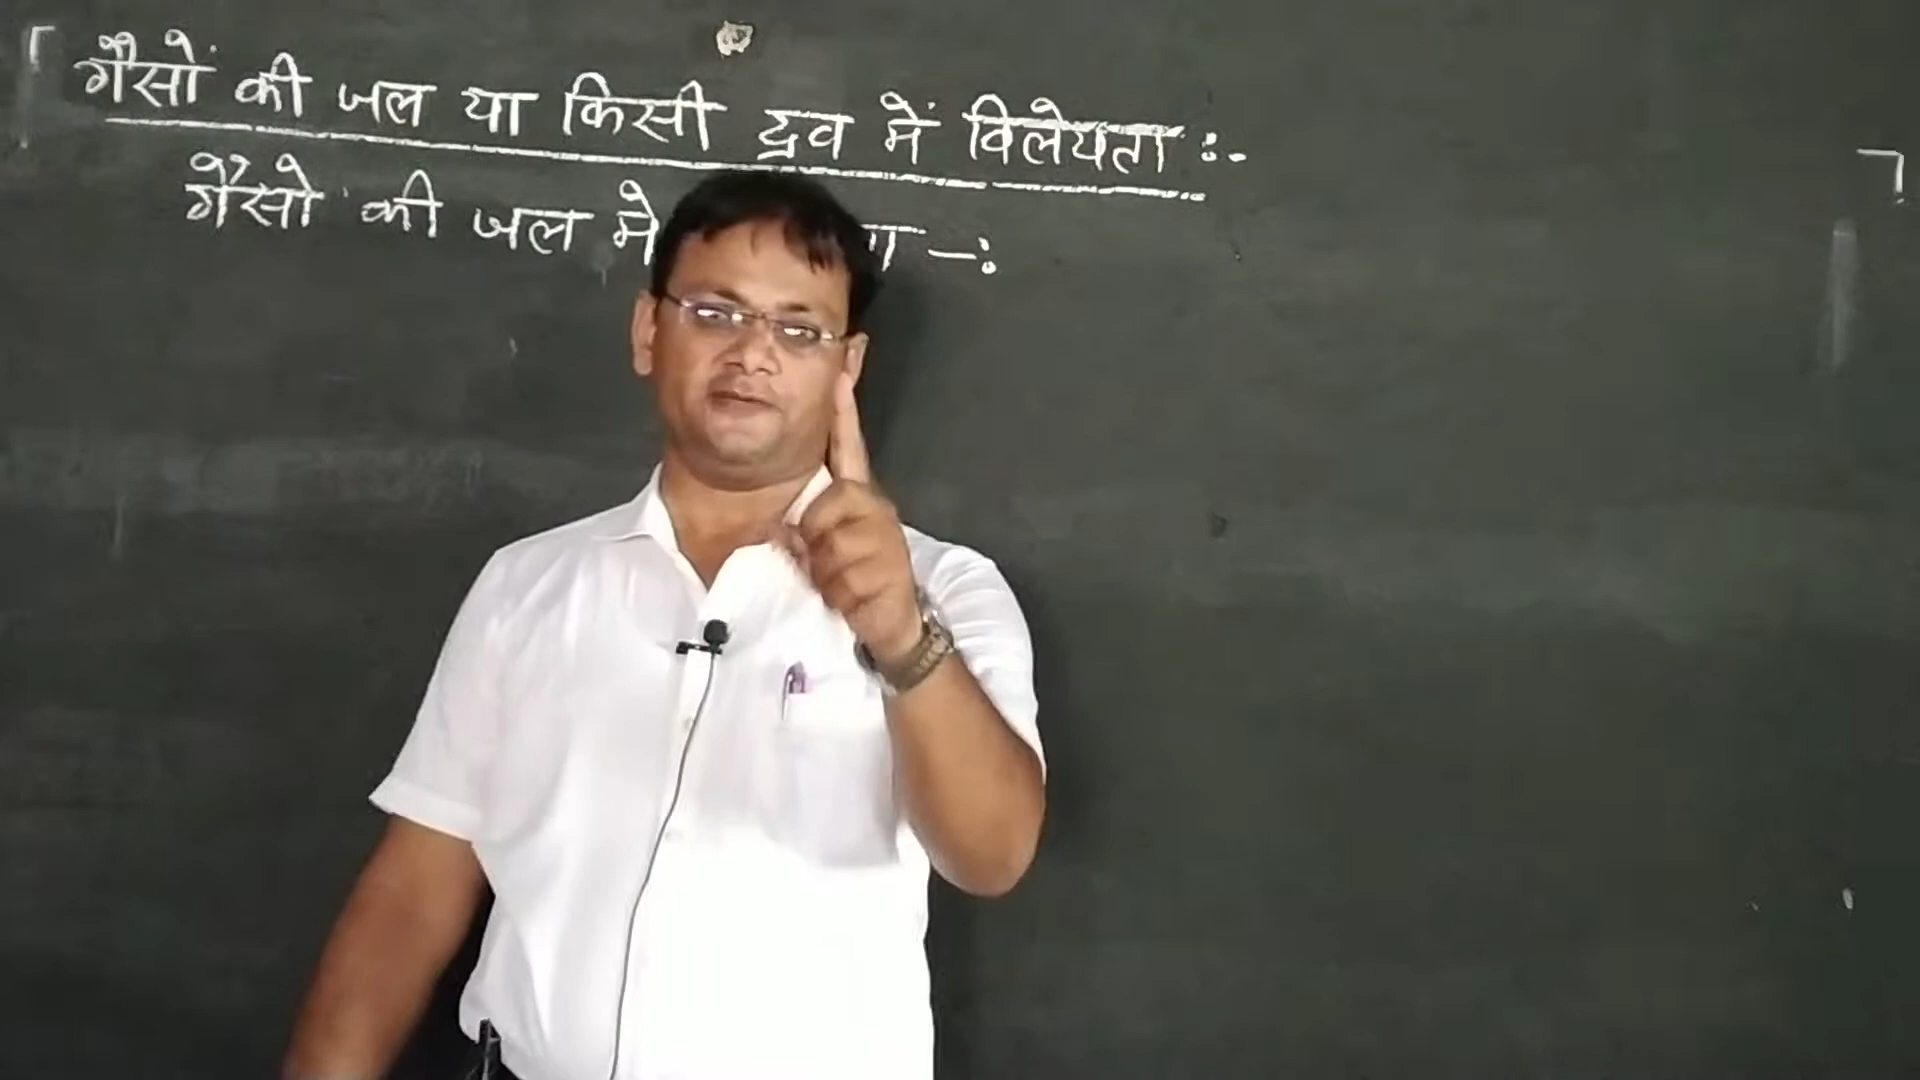 गैसों की जल या किसी द्रव में विलेयता :-
गैसो की जल मे